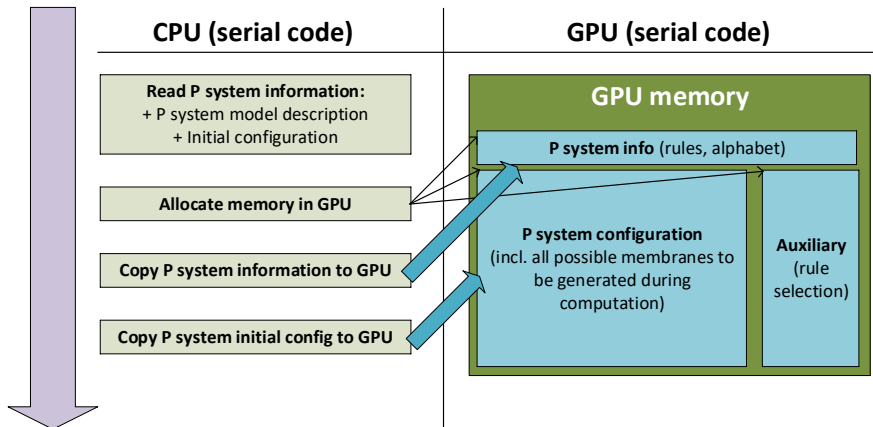 CPU (serial code)
GPU (serial code)
Read P system information:
+ P system model description
+ Initial configuration
Allocate memory in GPU
Copy P system information to GPU
Copy P system initial config to GPU
GPU memory
P system info (rules, alphabet)
P system configuration
(incl. all possible membranes to
be generated during
computation)
Auxiliary
(rule
selection)